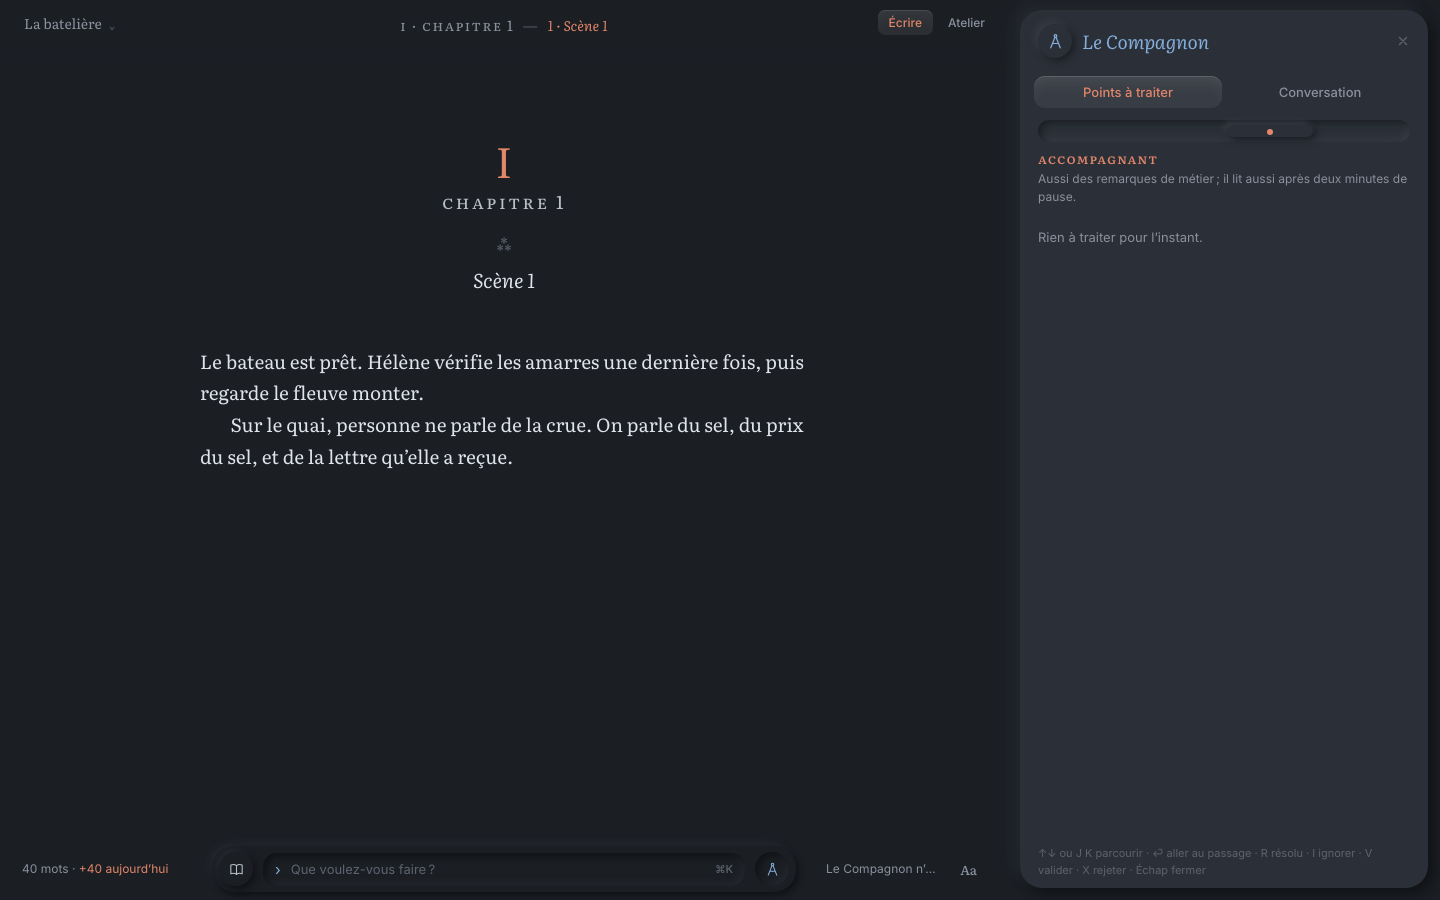 La batelière
I · CHAPITRE 1 — 1 · Scène 1
Écrire
Atelier
I
CHAPITRE 1
⁂
Scène 1
Le bateau est prêt. Hélène vérifie les amarres une dernière fois, puis
regarde le fleuve monter.
Sur le quai, personne ne parle de la crue. On parle du sel, du prix
du sel, et de la lettre qu’elle a reçue.
40 mots · +40 aujourd’hui
› Que voulez-vous faire ? ⌘K
Le Compagnon n’…
Aa
Le Compagnon
×
Points à traiter
Conversation
ACCOMPAGNANT
Aussi des remarques de métier ; il lit aussi après deux minutes de
pause.
Rien à traiter pour l’instant.
↑↓ ou J K parcourir · ⏎ aller au passage · R résolu · I ignorer · V
valider · X rejeter · Échap fermer